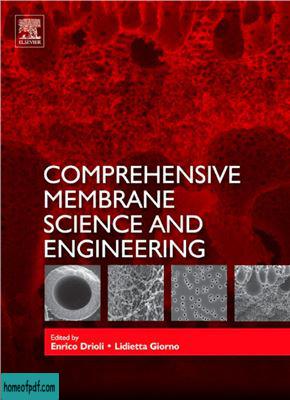 ELSEVIER
COMPREHENSIVE
MEMBRANE
SCIENCE AND
ENGINEERING
Edited by
Enrico Drioli • Lidietta Giorno
homeofpdf.com